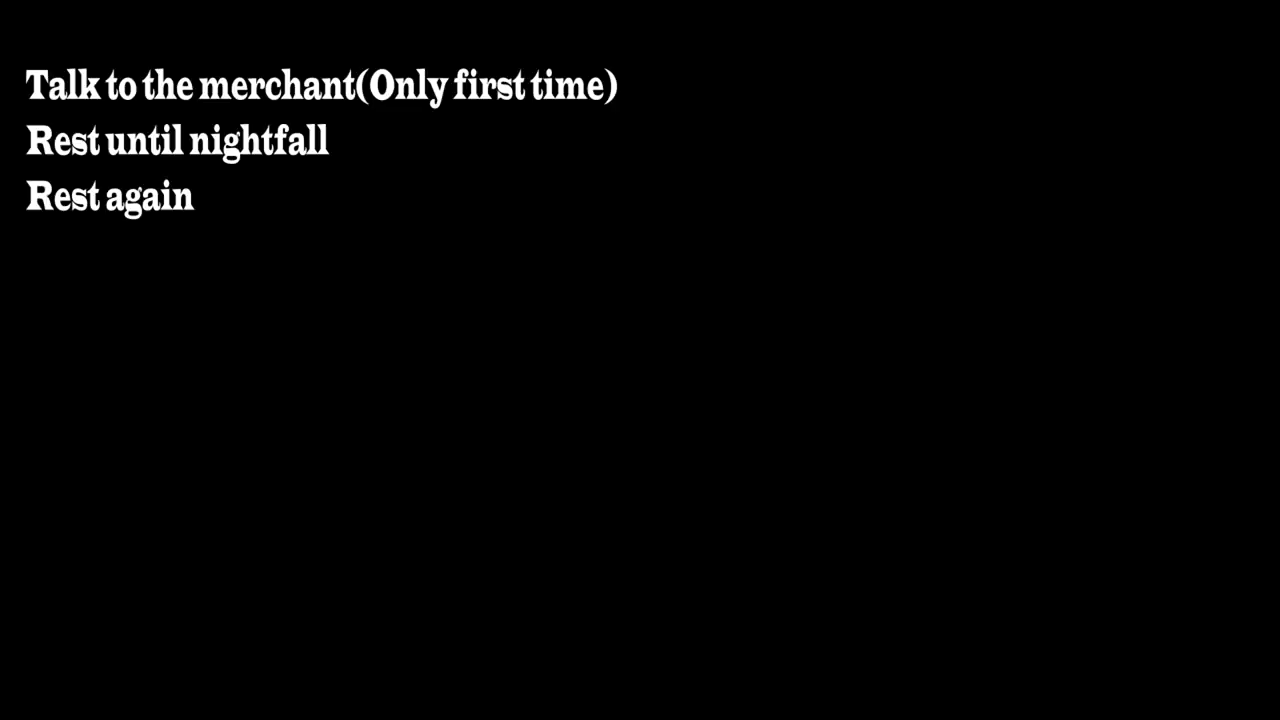 Talk to the merchant(Only first time)
Rest until nightfall
Rest again